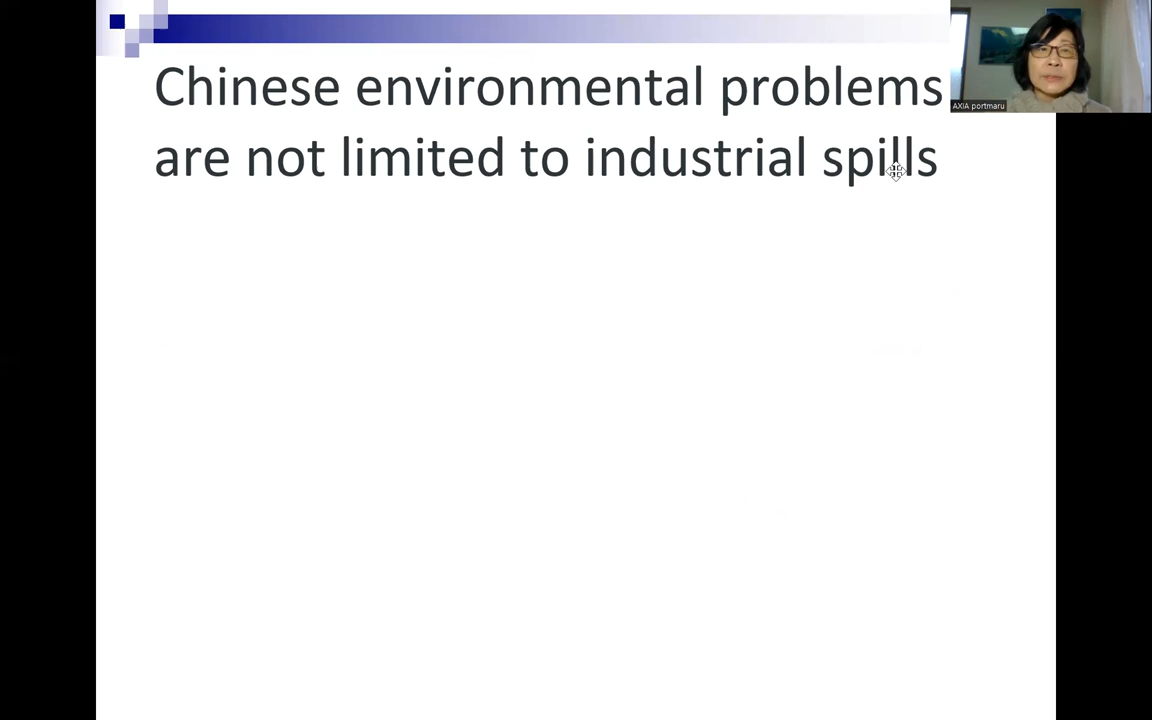 Chinese environmental problems
are not limited to industrial spills
AXIA portmaru